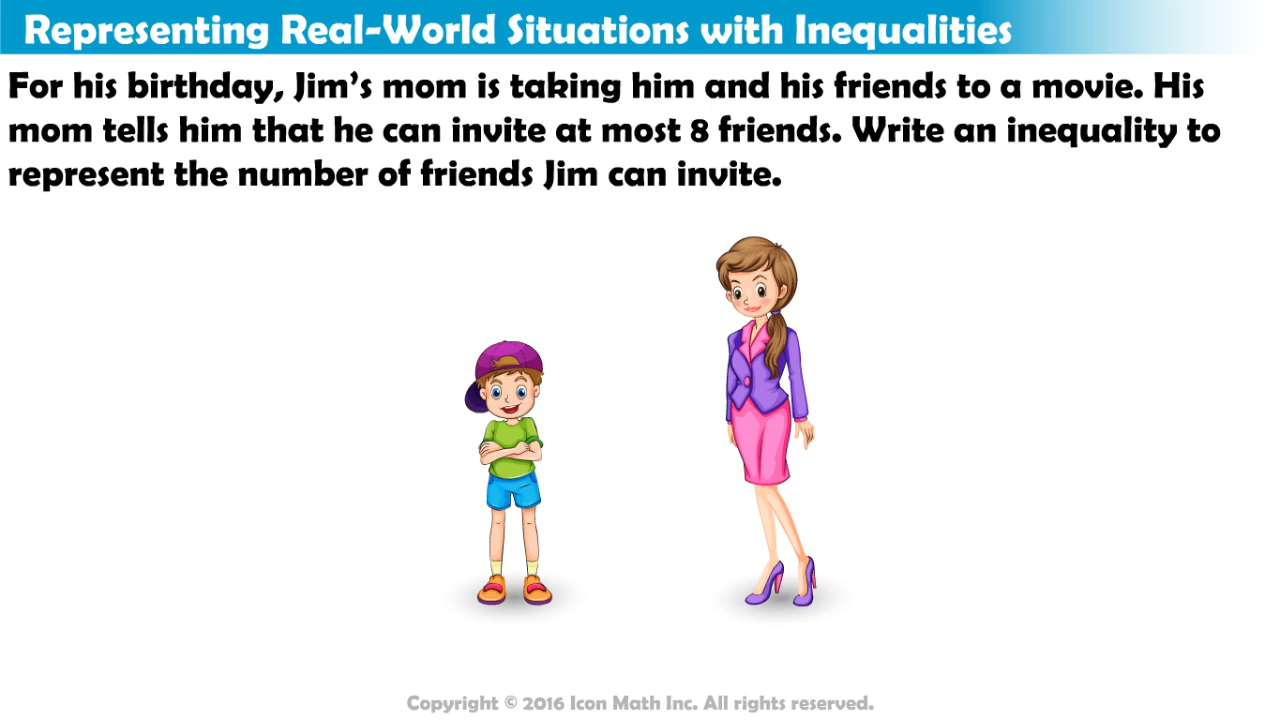 Representing Real-World Situations with Inequalities
For his birthday, Jim’s mom is taking him and his friends to a movie. His
mom tells him that he can invite at most 8 friends. Write an inequality to
represent the number of friends Jim can invite.
Copyright © 2016 Icon Math Inc. All rights reserved.